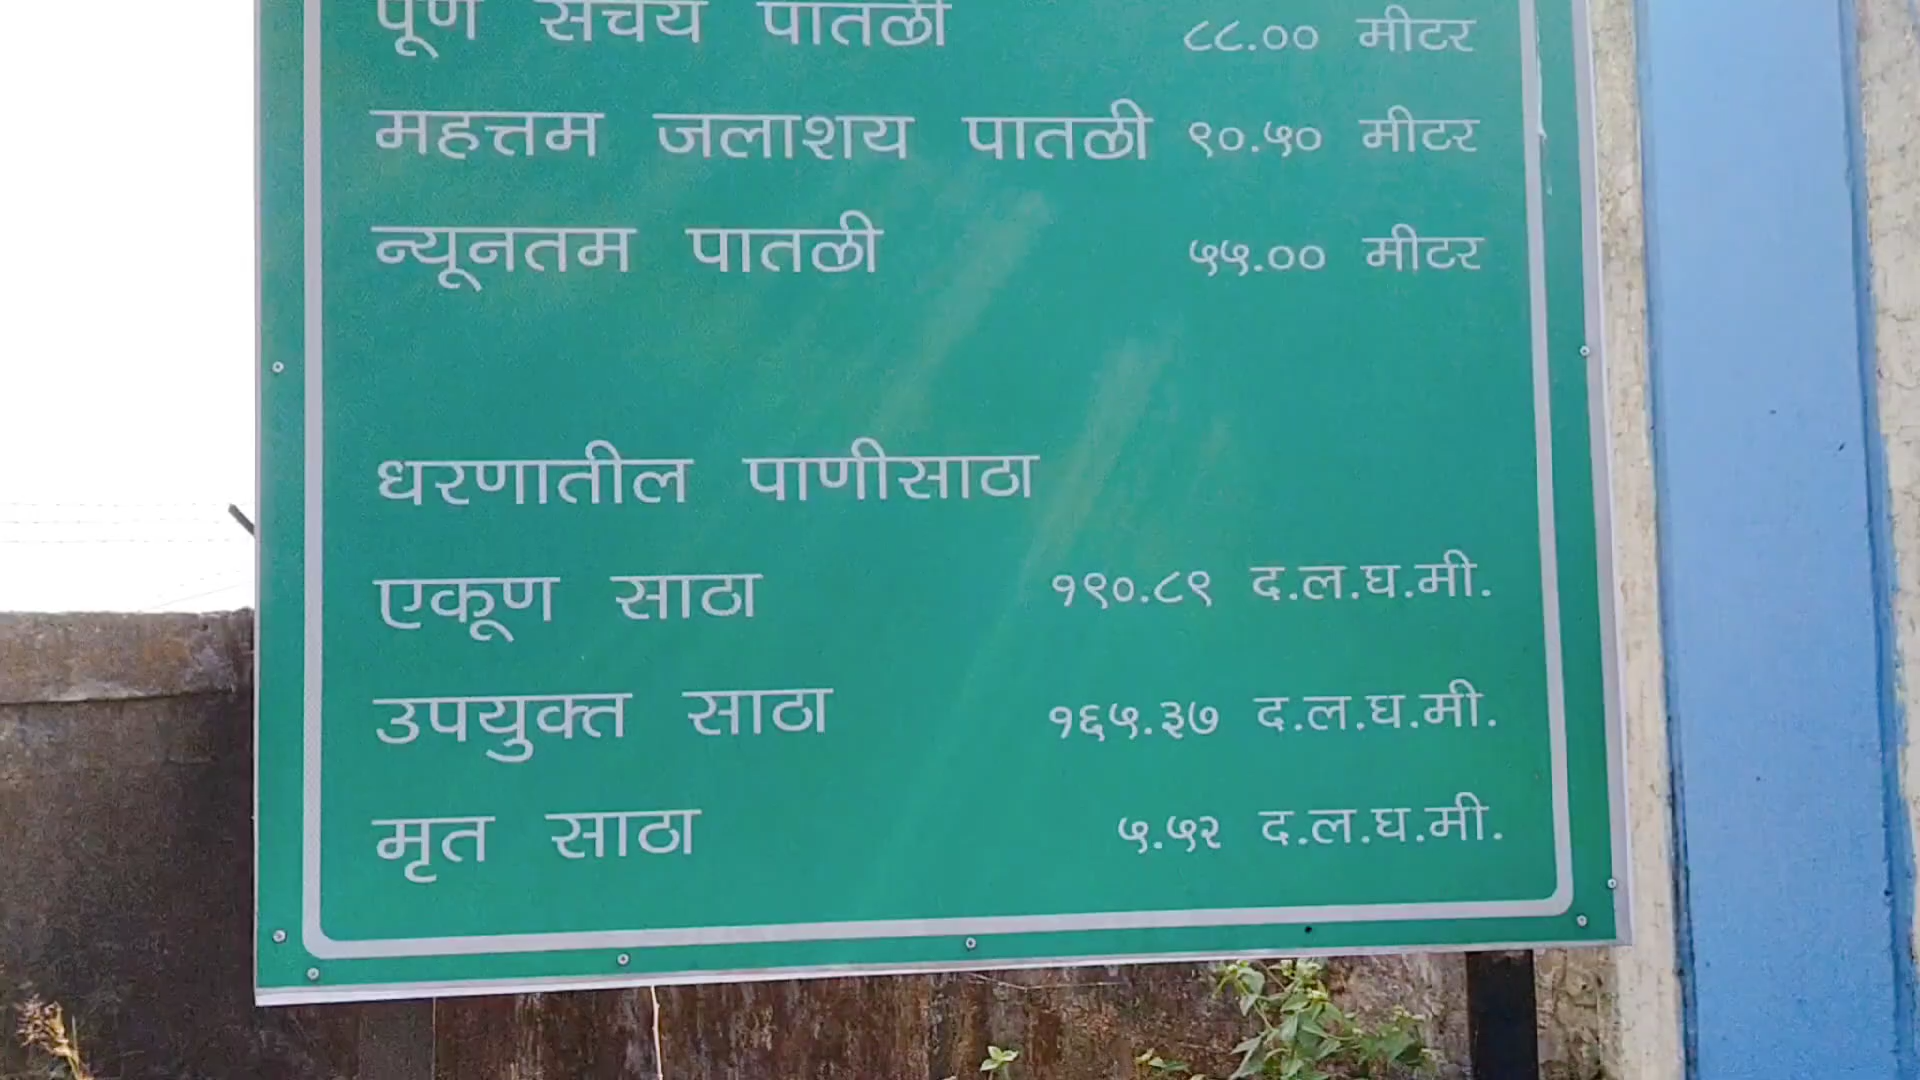 पूर्ण संचय पातळी ८८.०० मीटर
महत्तम जलाशय पातळी ९०.५० मीटर
न्यूनतम पातळी ५५.०० मीटर
धरणातील पाणीसाठा
एकूण साठा १९०.८९ द.ल.घ.मी.
उपयुक्त साठा १६५.३७ द.ल.घ.मी.
मृत साठा ५.५२ द.ल.घ.मी.